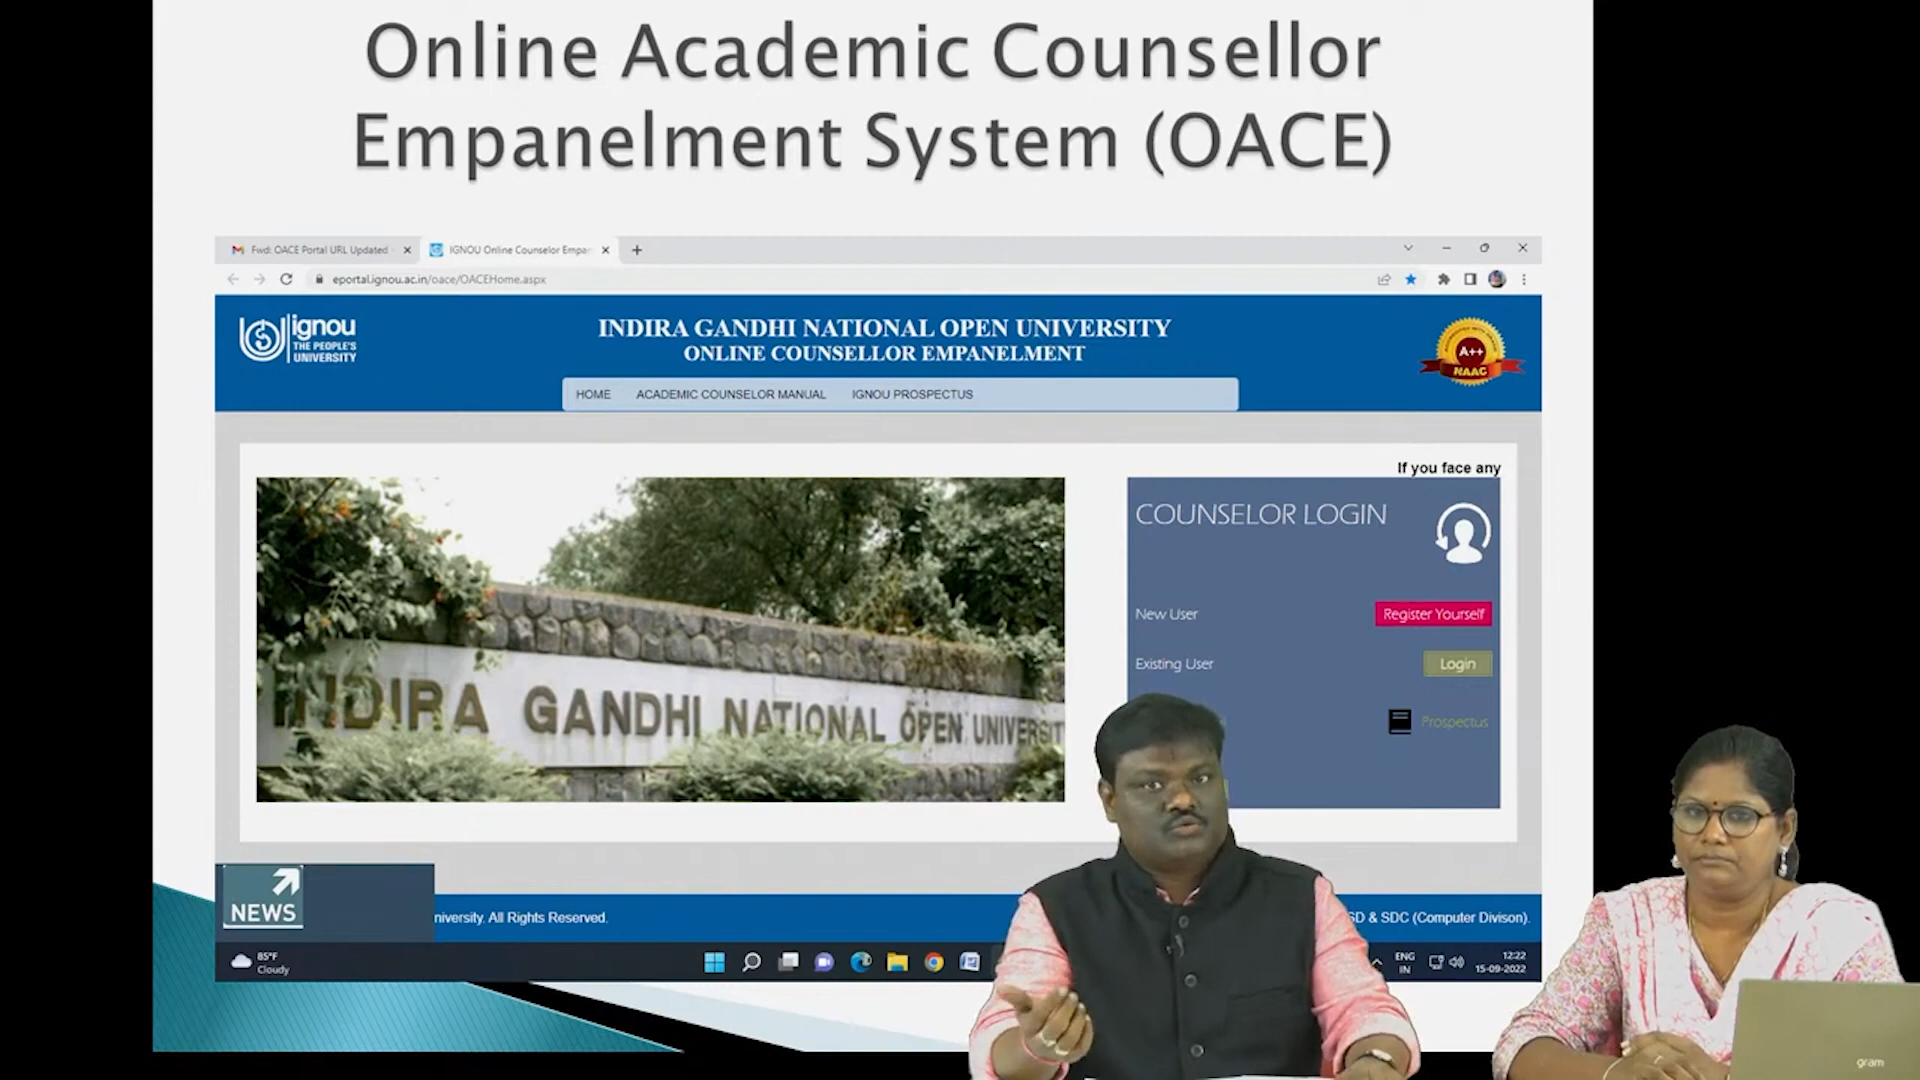 Online Academic Counsellor
Empanelment System (OACE)
Fwd: OACE Portal URL Updated
IGNOU Online Counselor Empan
eportal.ignou.ac.in/oace/OACEHome.aspx
ignou
THE PEOPLE'S
UNIVERSITY
INDIRA GANDHI NATIONAL OPEN UNIVERSITY
ONLINE COUNSELLOR EMPANELMENT
A++
NAAC
HOME ACADEMIC COUNSELOR MANUAL IGNOU PROSPECTUS
If you face any
COUNSELOR LOGIN
New User Register Yourself
Existing User Login
Prospectus
INDIRA GANDHI NATIONAL OPEN UNIVERSIT
NEWS
niversity. All Rights Reserved.
SD & SDC (Computer Divison).
85°F
Cloudy
ENG
IN
12:22
15-09-2022
gram